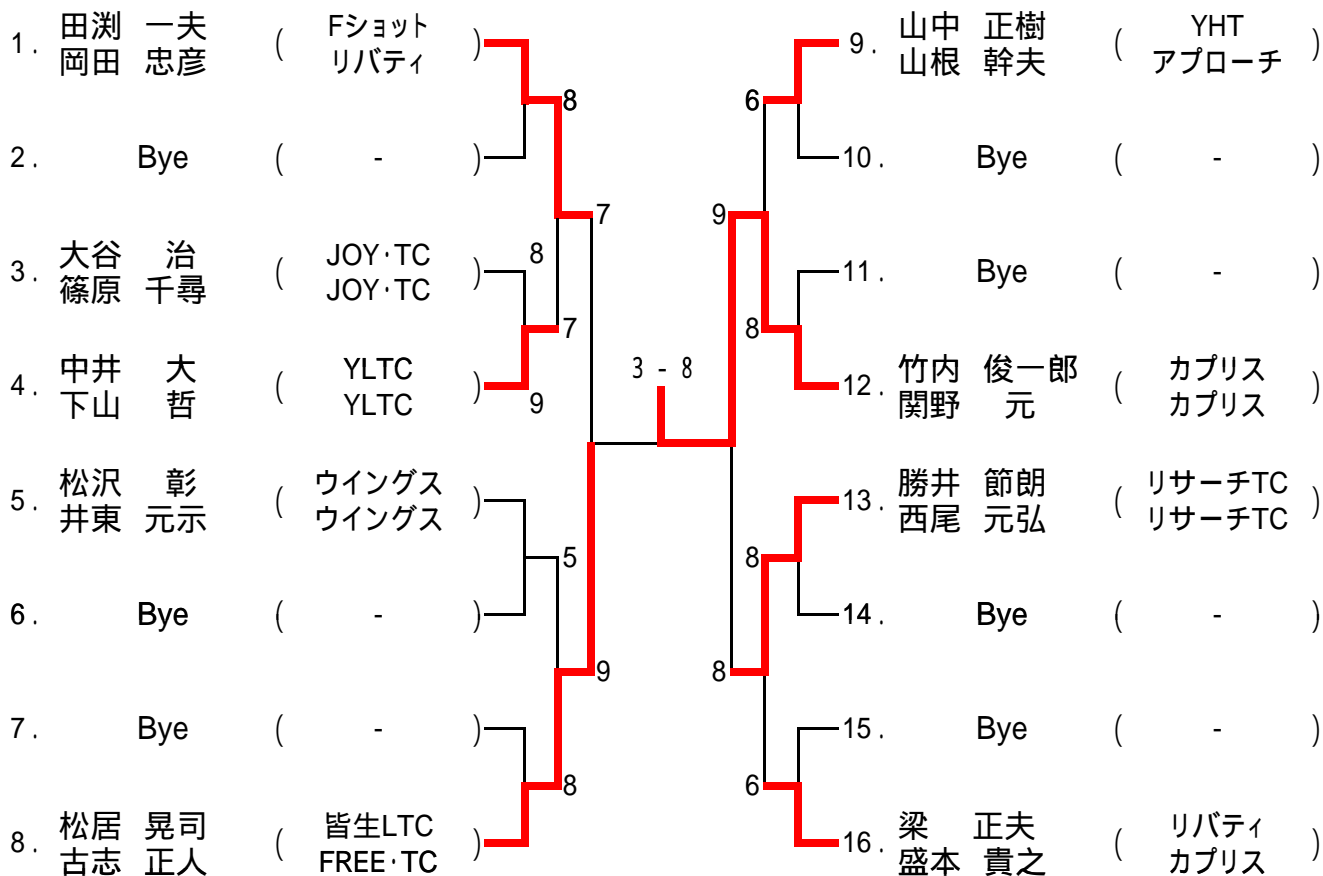 1. 田渕 一夫 ( Fショット )
岡田 忠彦 リバティ
8
2. Bye ( - )
7
3. 大谷 治 ( JOY・TC )
篠原 千尋 JOY・TC
8
7
4. 中井 大 ( YLTC )
下山 哲 YLTC
9
5. 松沢 彰 ( ウイングス )
井東 元示 ウイングス
5
6. Bye ( - )
9
7. Bye ( - )
8
8. 松居 晃司 ( 皆生LTC )
古志 正人 FREE・TC
3 - 8
9. 山中 正樹 ( YHT )
山根 幹夫 アプローチ
6
10. Bye ( - )
9
11. Bye ( - )
8
12. 竹内 俊一郎 ( カプリス )
関野 元 カプリス
13. 勝井 節朗 ( リサーチTC )
西尾 元弘 リサーチTC
8
14. Bye ( - )
8
15. Bye ( - )
6
16. 梁 正夫 ( リバティ )
盛本 貴之 カプリス